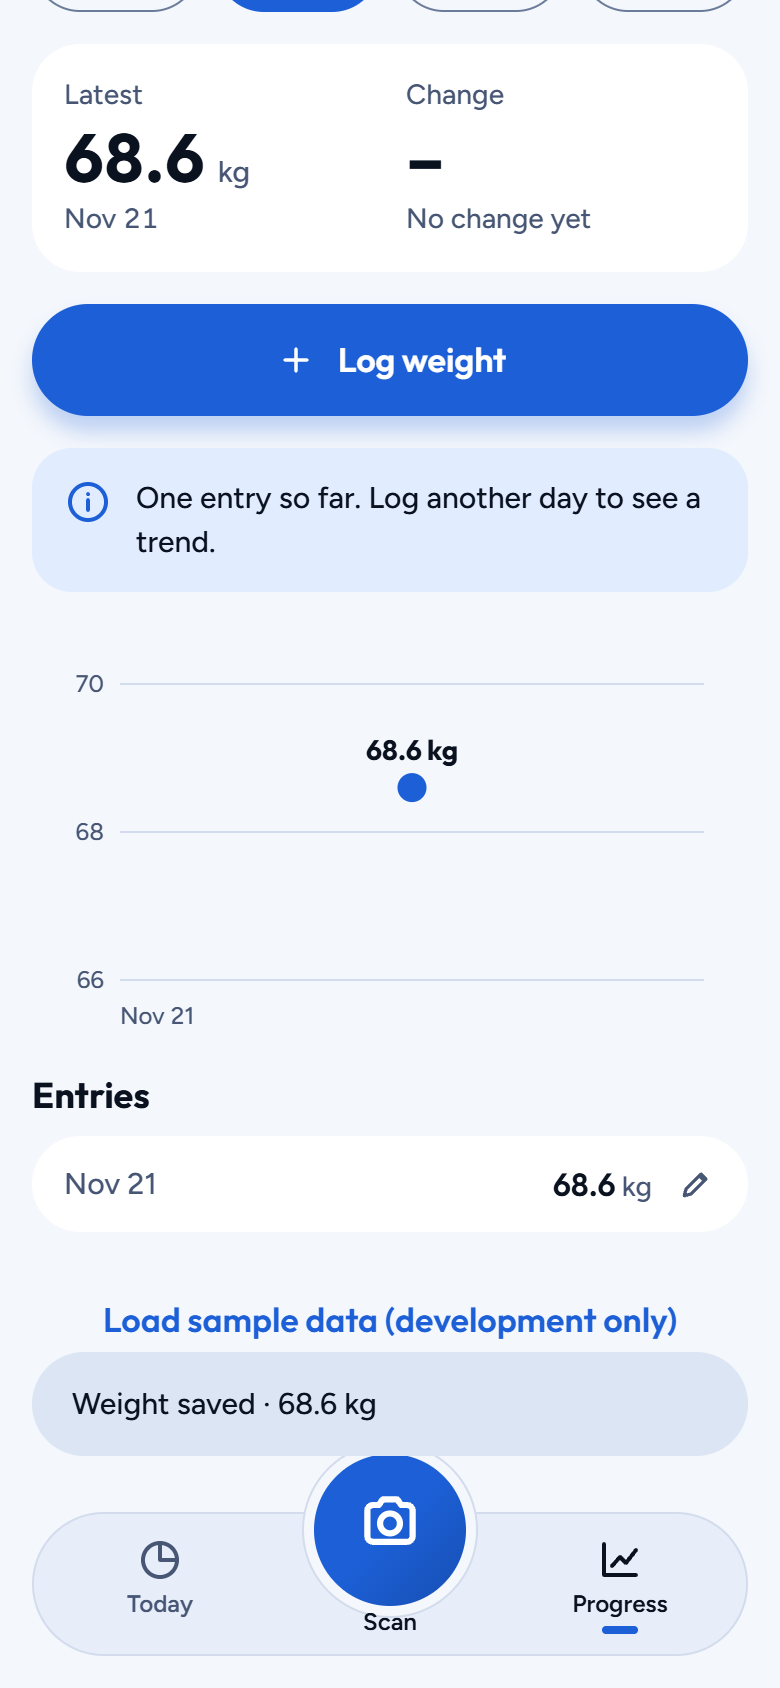 Latest
68.6 kg
Nov 21
Change
–
No change yet
+ Log weight
One entry so far. Log another day to see a
trend.
70
68.6 kg
68
66
Nov 21
Entries
Nov 21 68.6 kg
Load sample data (development only)
Weight saved · 68.6 kg
Today
Scan
Progress